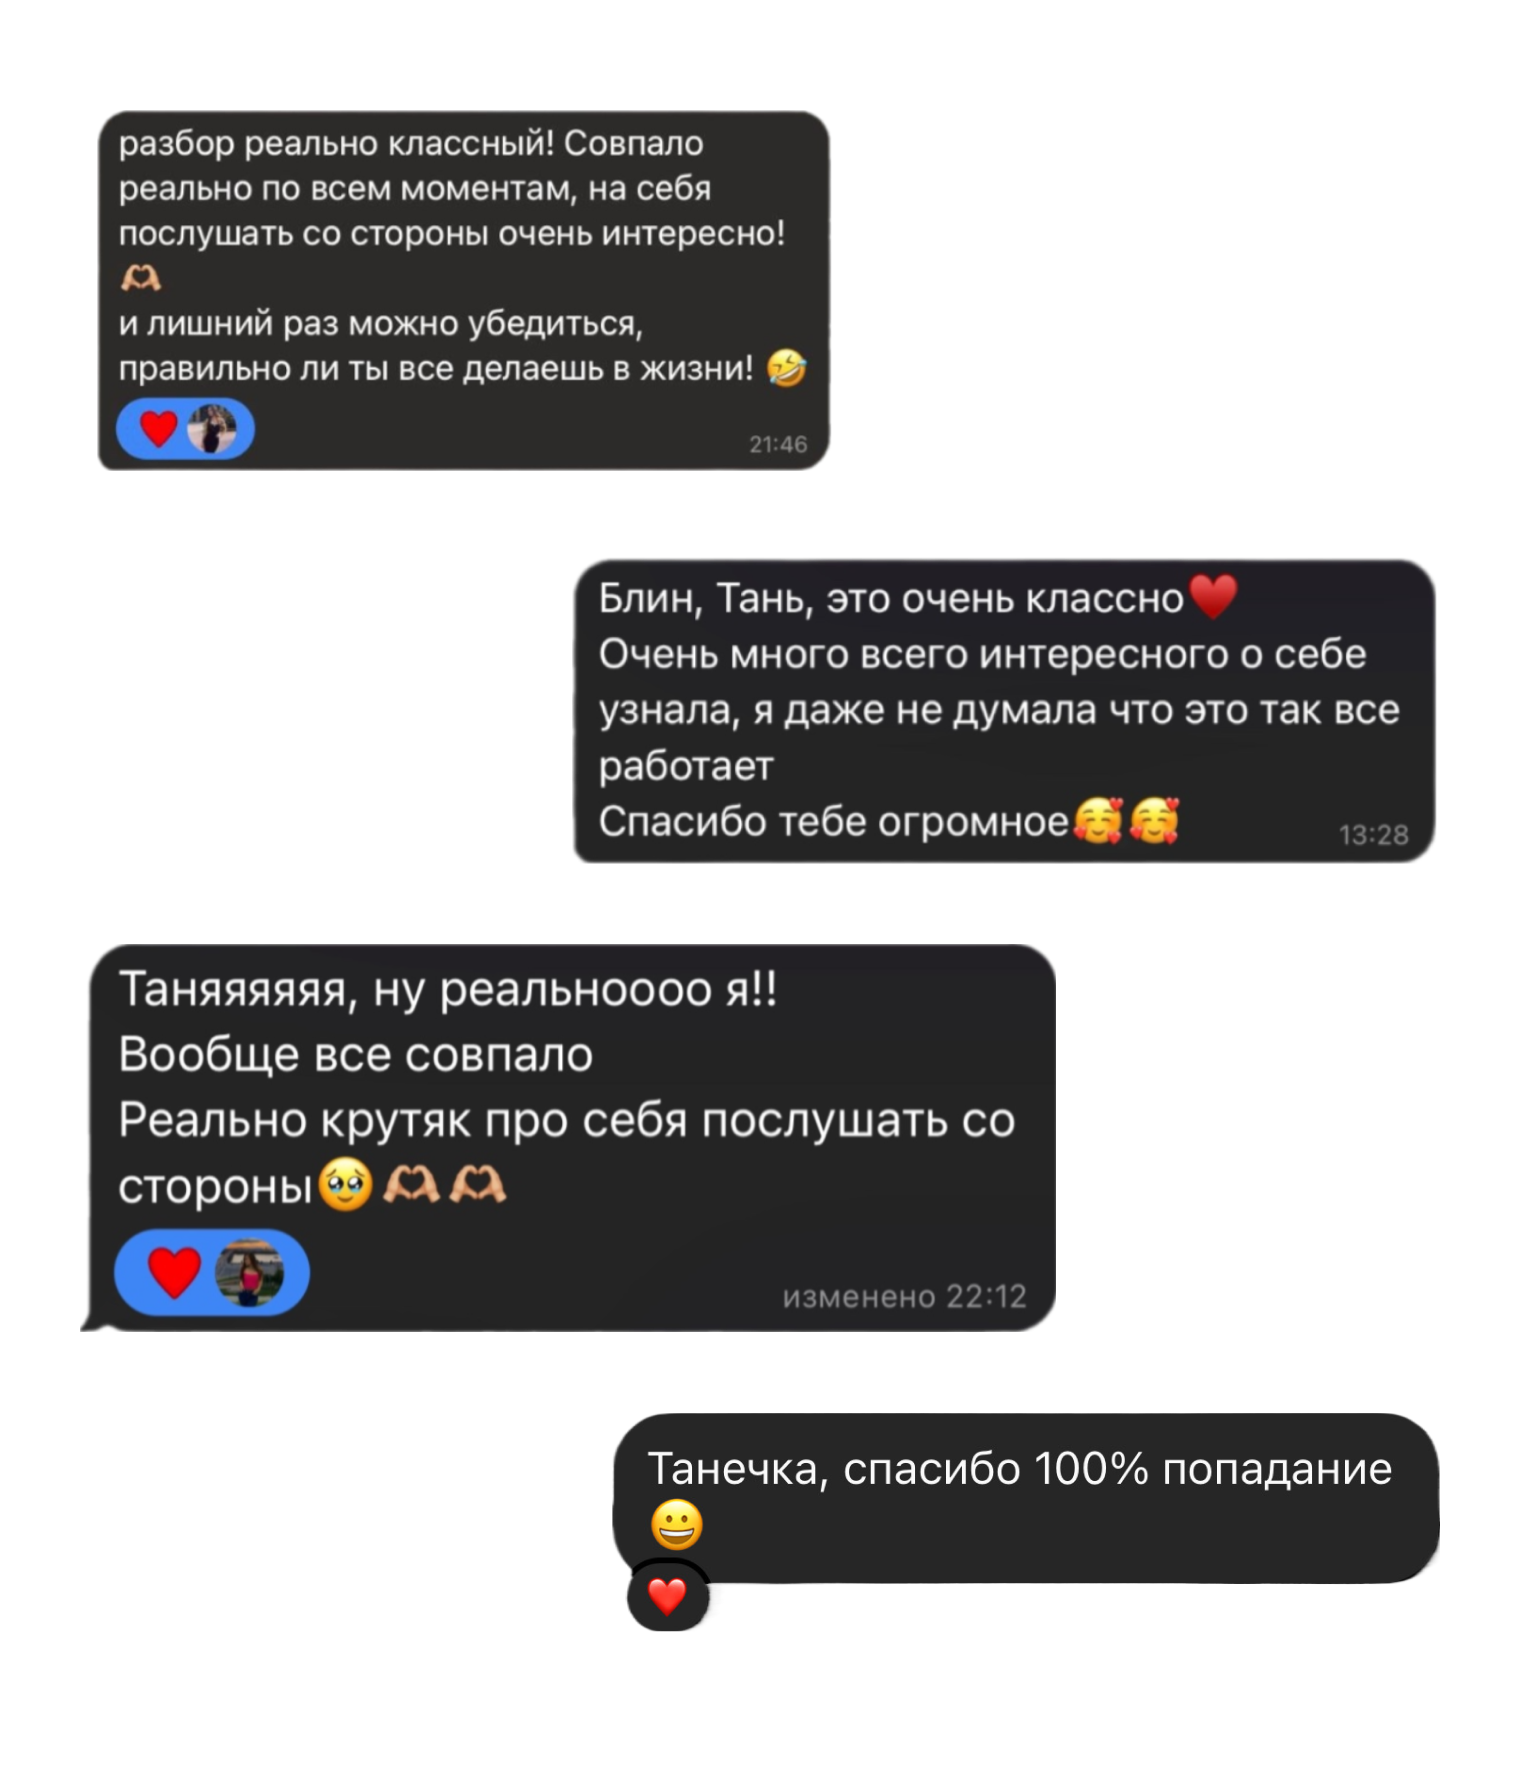 разбор реально классный! Совпало
реально по всем моментам, на себя
послушать со стороны очень интересно!
🫶🏼
и лишний раз можно убедиться,
правильно ли ты все делаешь в жизни! 🤣
❤️
21:46
Блин, Тань, это очень классно♥️
Очень много всего интересного о себе
узнала, я даже не думала что это так все
работает
Спасибо тебе огромное🥰🥰
13:28
Таняяяяяя, ну реальноооо я!!
Вообще все совпало
Реально крутяк про себя послушать со
стороны🥹🫶🏼🫶🏼
❤️
изменено 22:12
Танечка, спасибо 100% попадание
😀
❤️